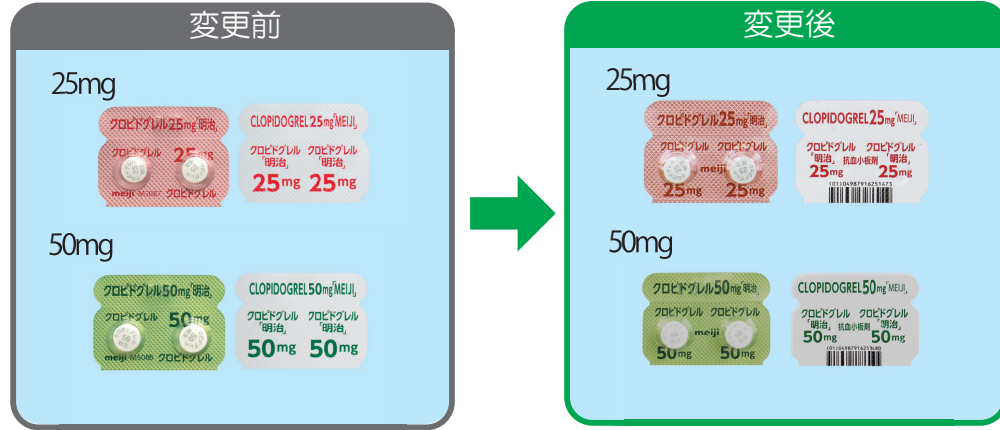 変更前
25mg
クロピドグレル25mg「明治」
クロピドグレル 25mg
meiji クロピドグレル
CLOPIDOGREL 25mg「MEIJI」
クロピドグレル クロピドグレル
「明治」 「明治」
25mg 25mg
50mg
クロピドグレル50mg「明治」
クロピドグレル 50mg
meiji クロピドグレル
CLOPIDOGREL 50mg「MEIJI」
クロピドグレル クロピドグレル
「明治」 「明治」
50mg 50mg
変更後
25mg
クロピドグレル25mg「明治」
クロピドグレル クロピドグレル
meiji
25mg 25mg
CLOPIDOGREL25mg「MEIJI」
クロピドグレル クロピドグレル
「明治」 抗血小板剤 「明治」
25mg 25mg
(01)04987916251473
50mg
クロピドグレル50mg「明治」
クロピドグレル クロピドグレル
meiji
50mg 50mg
CLOPIDOGREL50mg「MEIJI」
クロピドグレル クロピドグレル
「明治」 抗血小板剤 「明治」
50mg 50mg